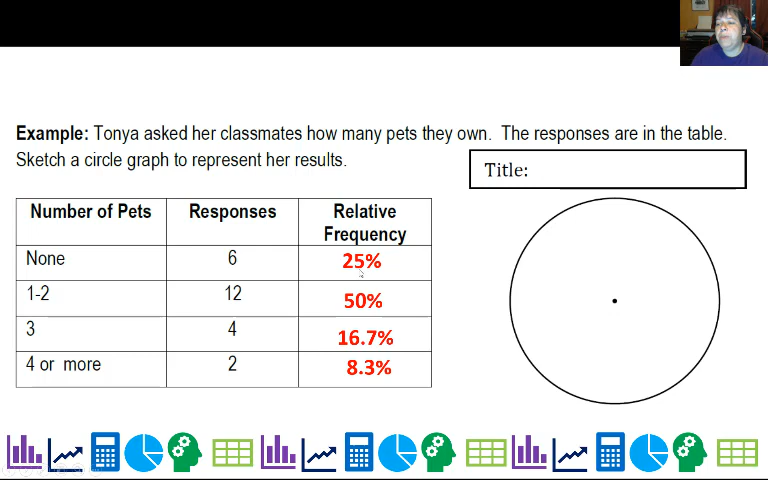 Example: Tonya asked her classmates how many pets they own. The responses are in the table.
Sketch a circle graph to represent her results.
Title:
Number of Pets Responses Relative Frequency
None 6 25%
1-2 12 50%
3 4 16.7%
4 or more 2 8.3%